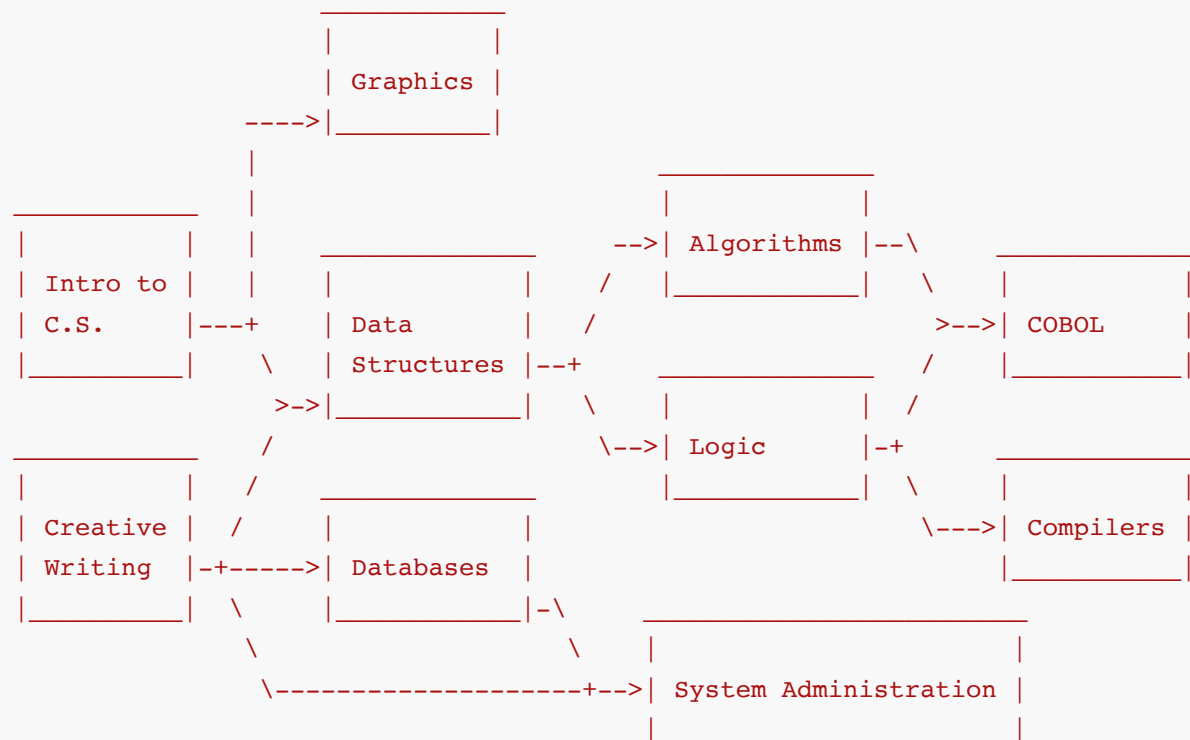 Graphics
Algorithms
Intro to
C.S.
Data
Structures
COBOL
Logic
Creative
Writing
Databases
Compilers
System Administration